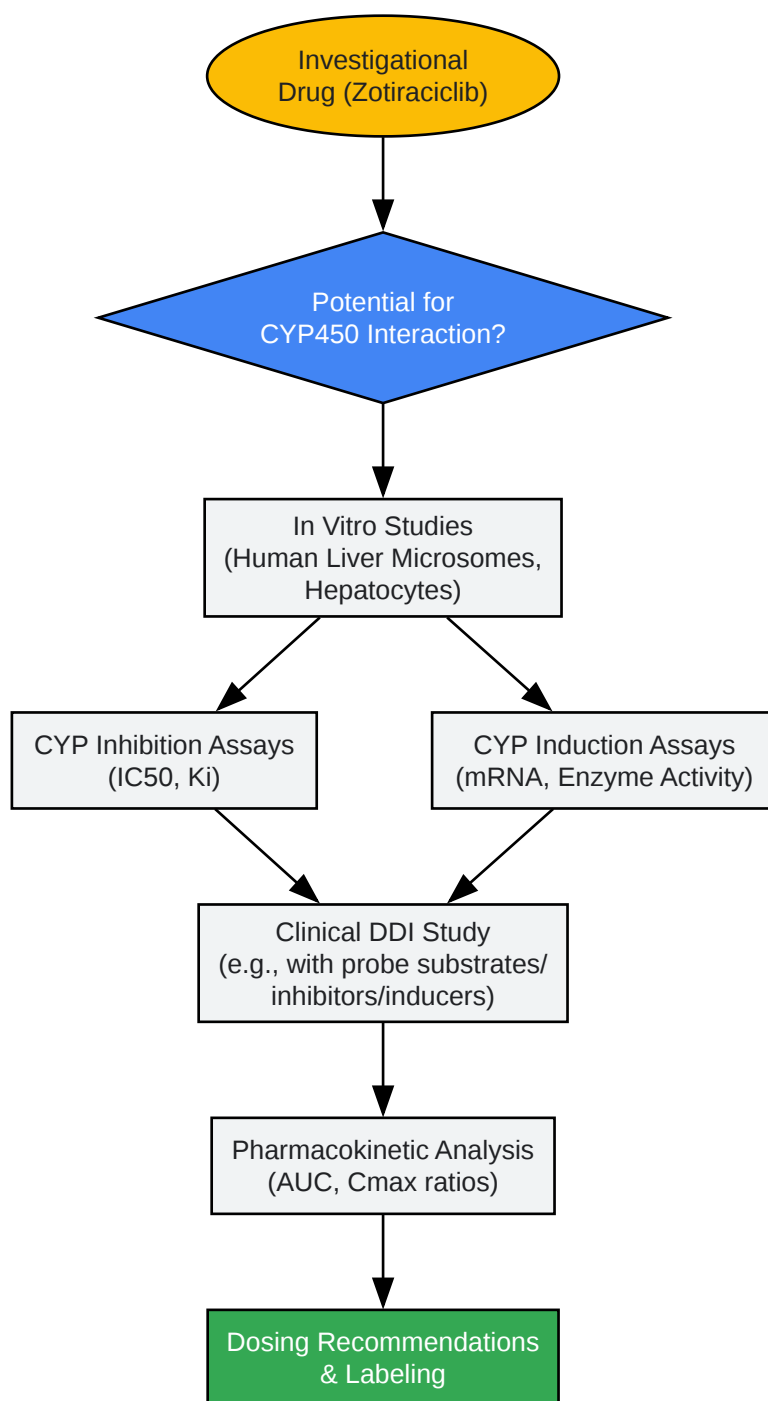 Investigational
Drug (Zotiraciclib)
Potential for
CYP450 Interaction?
In Vitro Studies
(Human Liver Microsomes,
Hepatocytes)
CYP Inhibition Assays
(IC50, Ki)
CYP Induction Assays
(mRNA, Enzyme Activity)
Clinical DDI Study
(e.g., with probe substrates/
inhibitors/inducers)
Pharmacokinetic Analysis
(AUC, Cmax ratios)
Dosing Recommendations
& Labeling